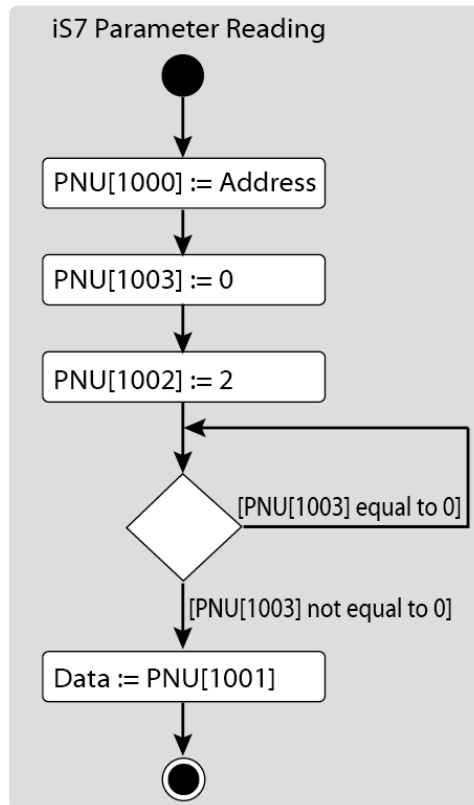 iS7 Parameter Reading
PNU[1000] := Address
PNU[1003] := 0
PNU[1002] := 2
[PNU[1003] equal to 0]
[PNU[1003] not equal to 0]
Data := PNU[1001]